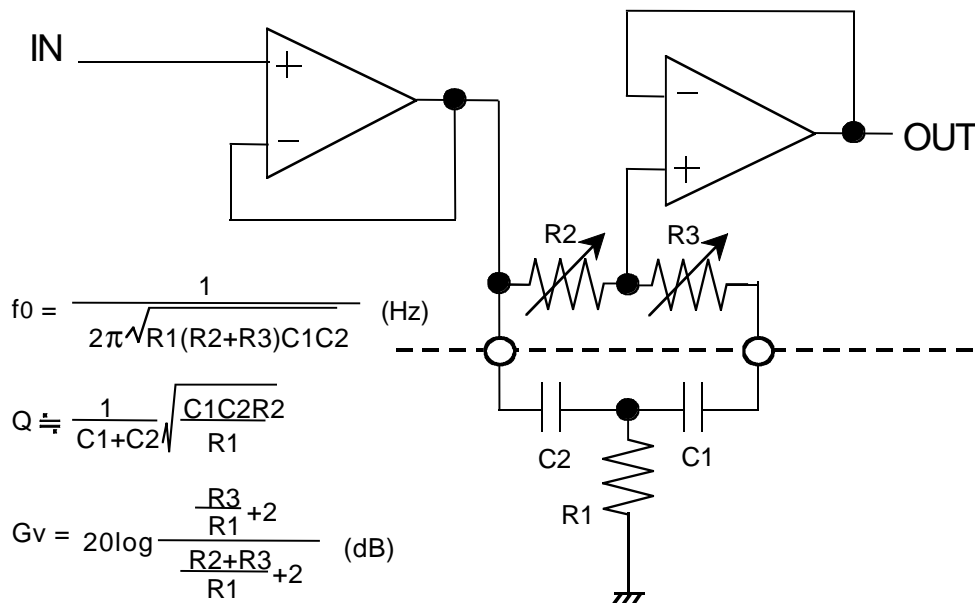 IN
+
−
−
+
OUT
R2
R3
f0 = 1 / 2π√R1(R2+R3)C1C2 (Hz)
Q ≒ 1 / C1+C2 √C1C2R2 / R1
C2
C1
R1
Gv = 20log R3 / R1 +2 / R2+R3 / R1 +2 (dB)